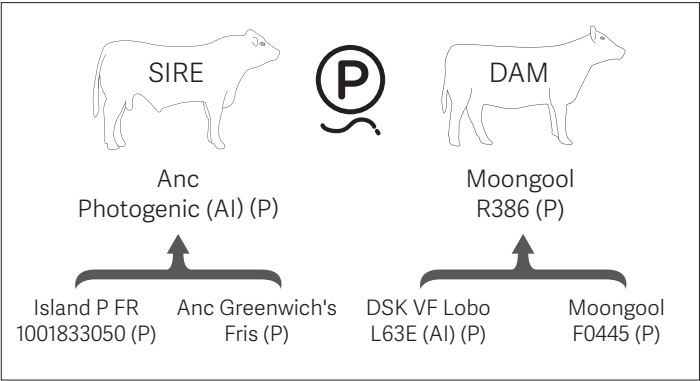 SIRE
P
DAM
Anc
Photogenic (AI) (P)
Moongool
R386 (P)
Island P FR
1001833050 (P)
Anc Greenwich's
Fris (P)
DSK VF Lobo
L63E (AI) (P)
Moongool
F0445 (P)